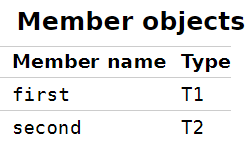 Member objects
Member name Type
first T1
second T2